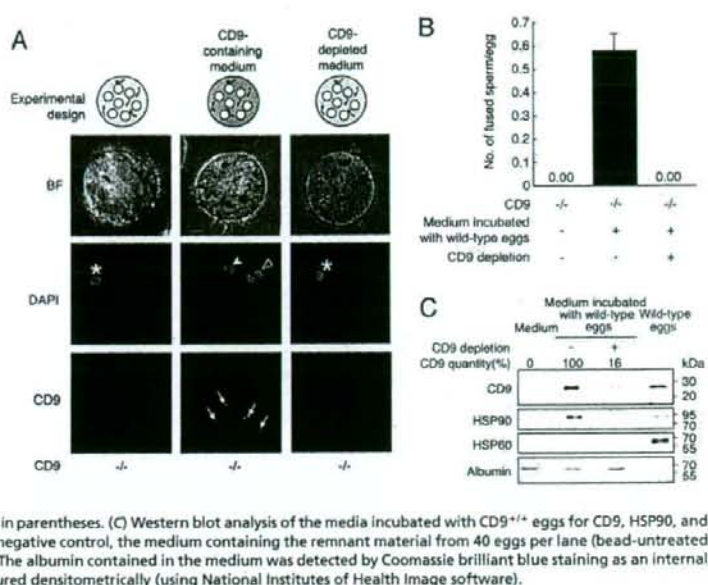 A
CD9-
containing
medium
CD9-
depleted
medium
Experimental
design
BF
DAPI
CD9
CD9 -/- -/- -/-
B
No. of fused sperm/egg
0.7
0.6
0.5
0.4
0.3
0.2
0.1
0
0.00 0.00
CD9 -/- -/- -/-
Medium incubated
with wild-type eggs - + +
CD9 depletion - - +
C
Medium incubated
with wild-type
eggs
Medium
Wild-type
eggs
CD9 depletion - +
CD9 quantity(%) 0 100 16 kDa
CD9 30
20
HSP90 95
70
HSP60 70
55
Albumin 70
55
in parentheses. (C) Western blot analysis of the media incubated with CD9+/+ eggs for CD9, HSP90, and
negative control, the medium containing the remnant material from 40 eggs per lane (bead-untreated
The albumin contained in the medium was detected by Coomassie brilliant blue staining as an internal
ured densitometrically (using National Institutes of Health Image software).